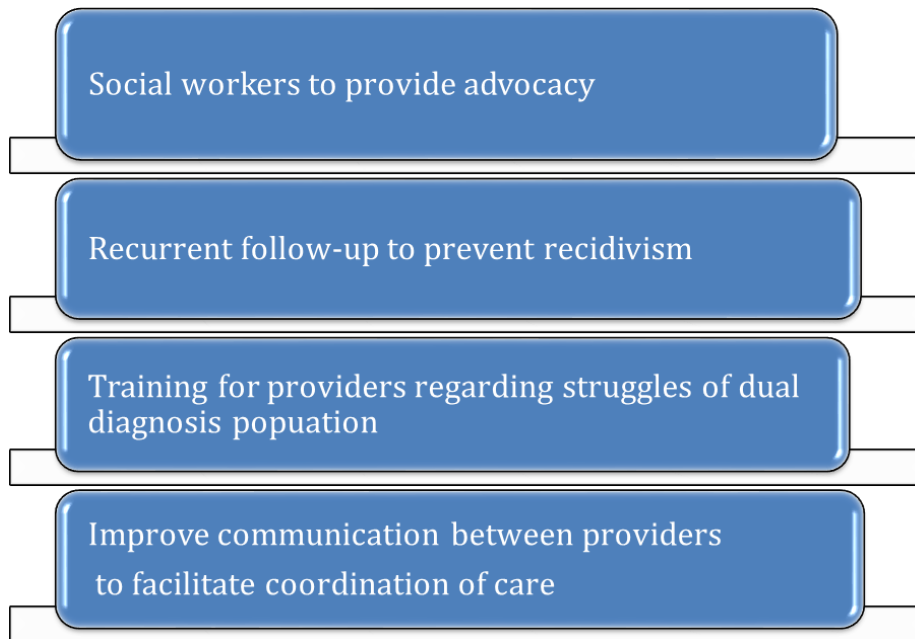 Social workers to provide advocacy
Recurrent follow-up to prevent recidivism
Training for providers regarding struggles of dual
diagnosis popuation
Improve communication between providers
to facilitate coordination of care